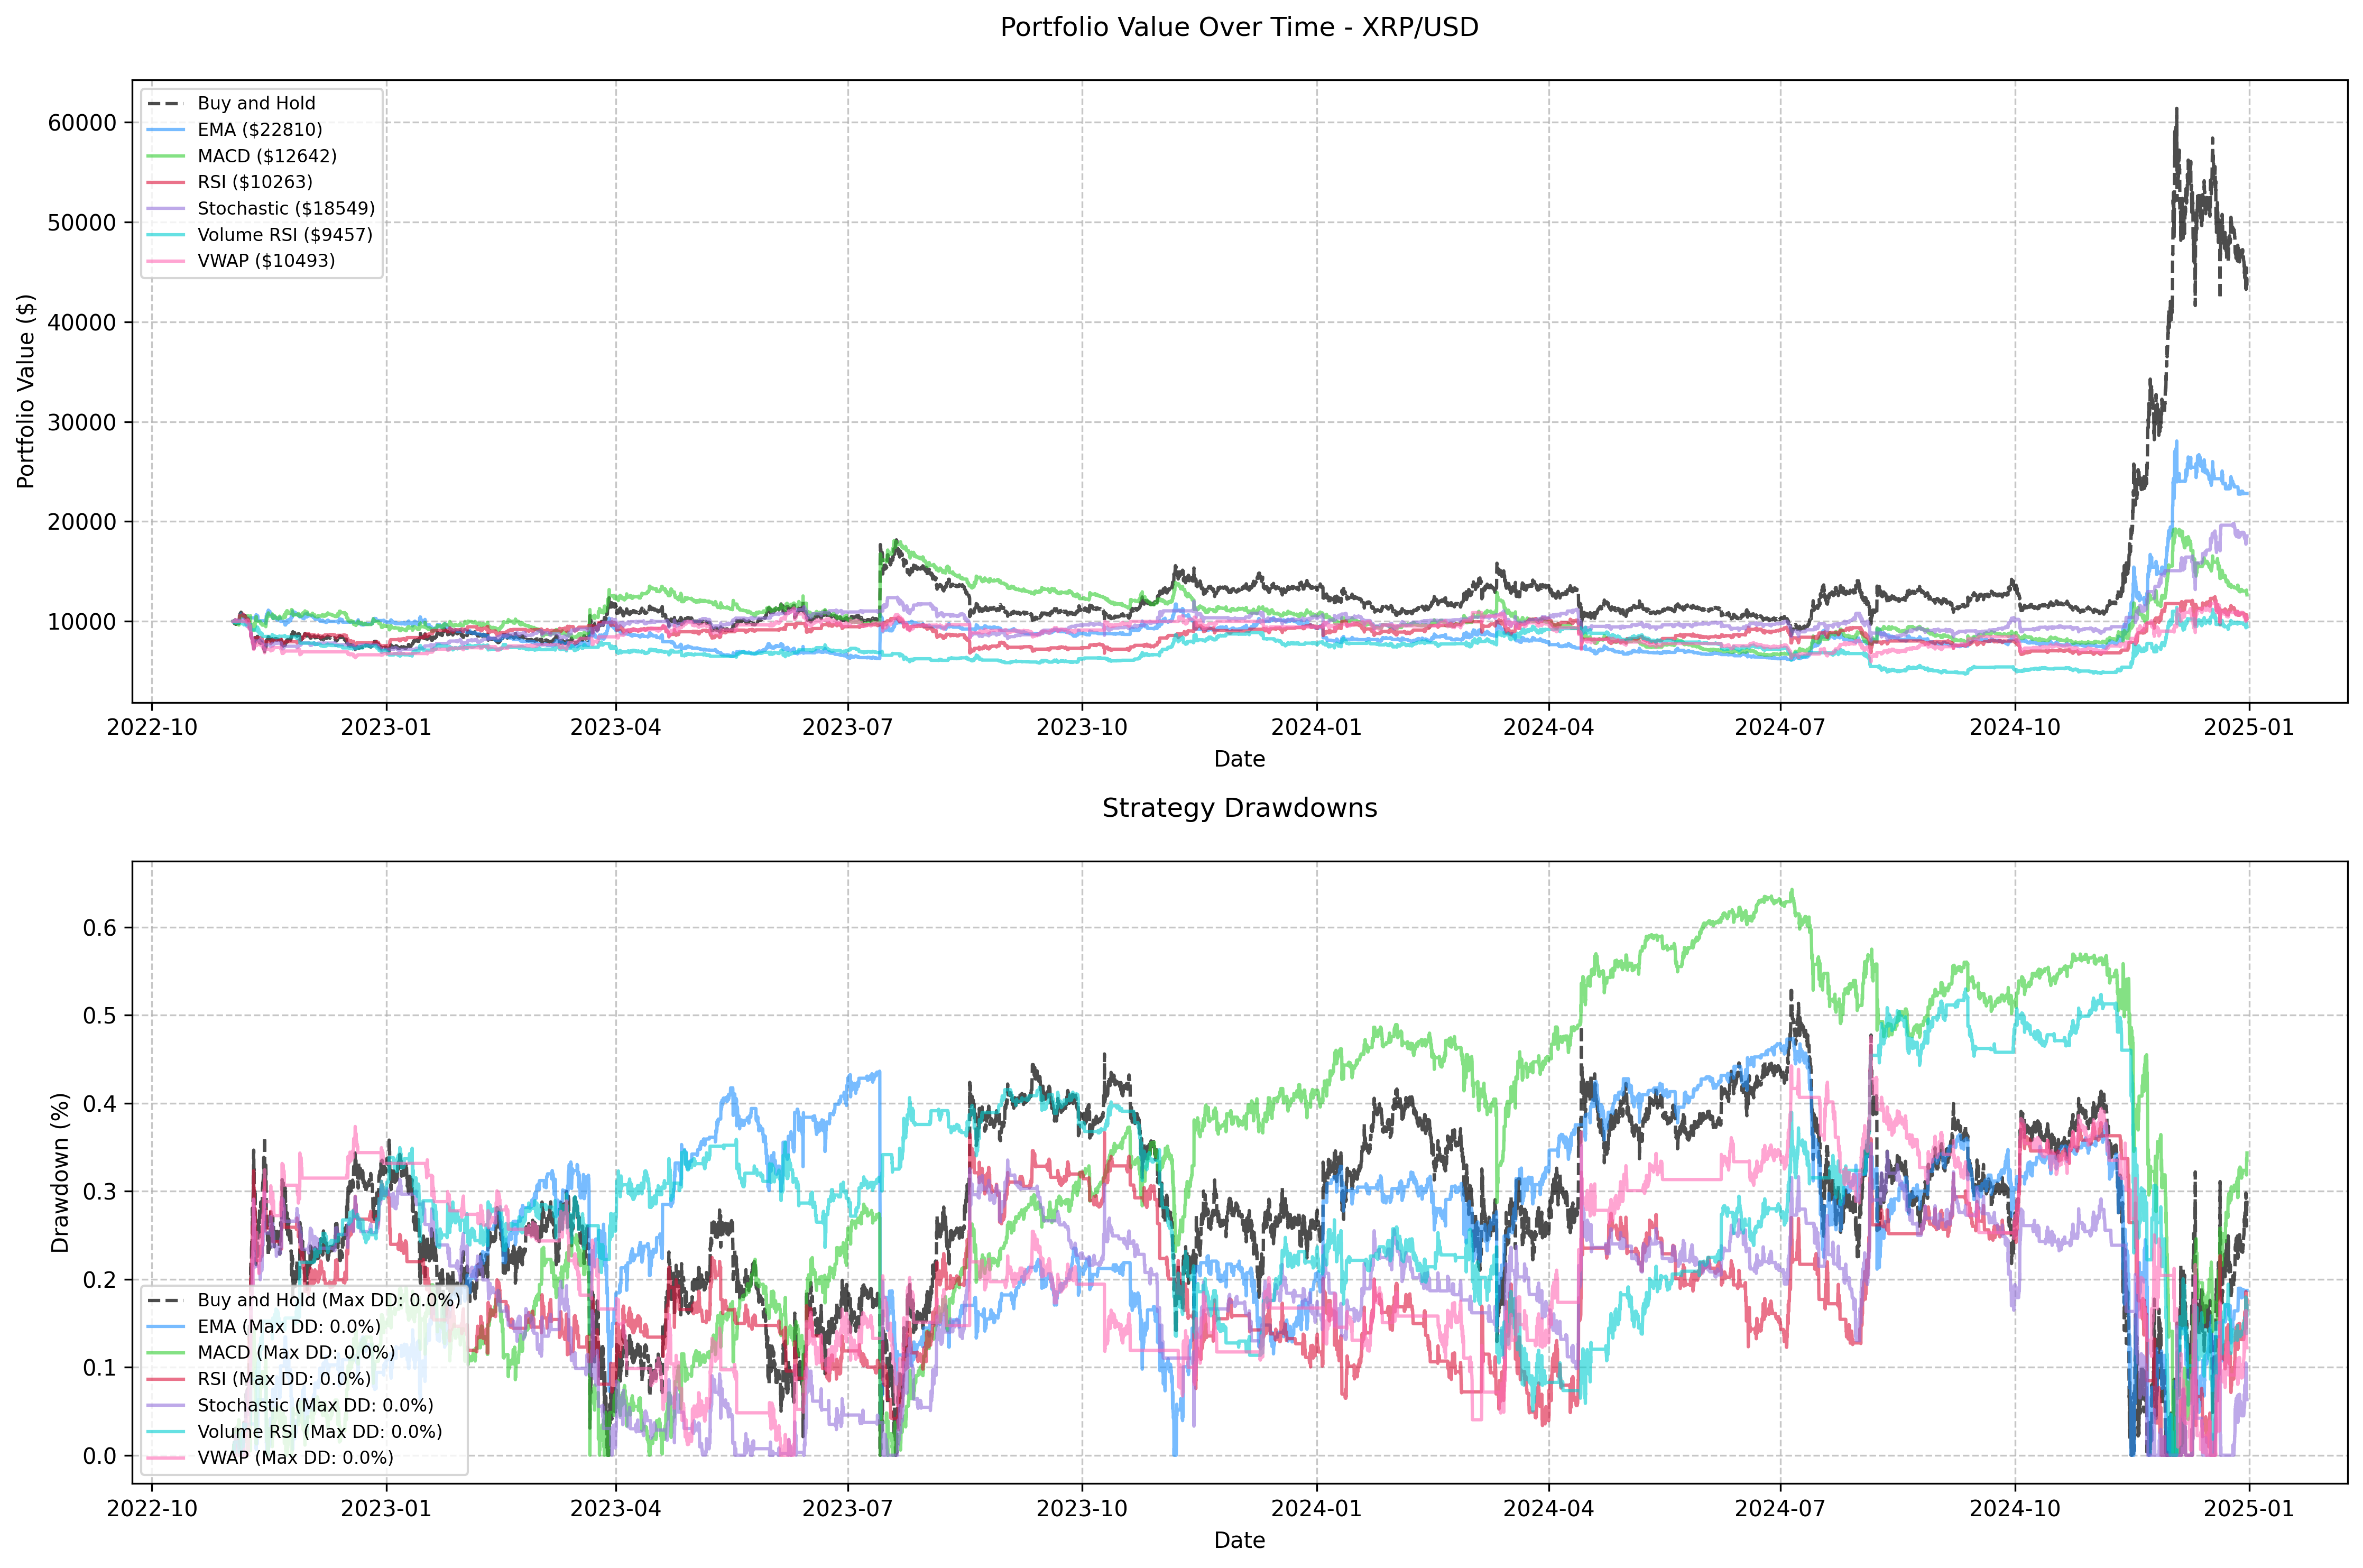 Portfolio Value Over Time - XRP/USD
Portfolio Value ($)
60000
50000
40000
30000
20000
10000
Buy and Hold
EMA ($22810)
MACD ($12642)
RSI ($10263)
Stochastic ($18549)
Volume RSI ($9457)
VWAP ($10493)
2022-10 2023-01 2023-04 2023-07 2023-10 2024-01 2024-04 2024-07 2024-10 2025-01
Date
Strategy Drawdowns
Drawdown (%)
0.6
0.5
0.4
0.3
0.2
0.1
0.0
Buy and Hold (Max DD: 0.0%)
EMA (Max DD: 0.0%)
MACD (Max DD: 0.0%)
RSI (Max DD: 0.0%)
Stochastic (Max DD: 0.0%)
Volume RSI (Max DD: 0.0%)
VWAP (Max DD: 0.0%)
2022-10 2023-01 2023-04 2023-07 2023-10 2024-01 2024-04 2024-07 2024-10 2025-01
Date